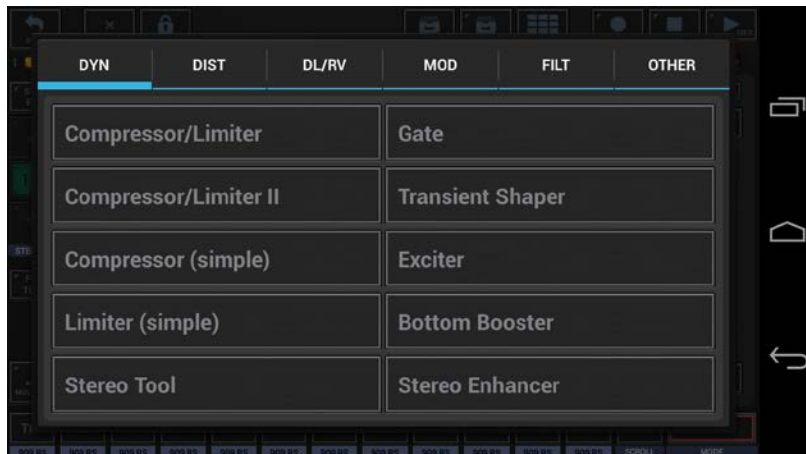 DYN DIST DL/RV MOD FILT OTHER
Compressor/Limiter Gate
Compressor/Limiter II Transient Shaper
Compressor (simple) Exciter
Limiter (simple) Bottom Booster
Stereo Tool Stereo Enhancer